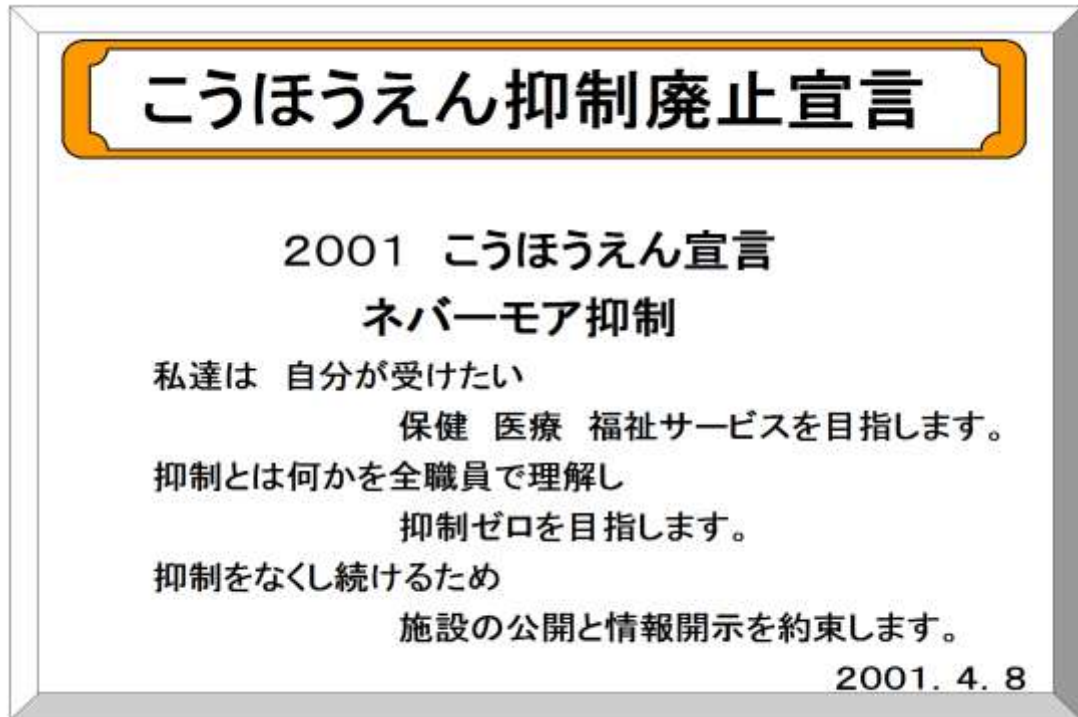 こうほうえん抑制廃止宣言
２００１　こうほうえん宣言
ネバーモア抑制
私達は　自分が受けたい
保健　医療　福祉サービスを目指します。
抑制とは何かを全職員で理解し
抑制ゼロを目指します。
抑制をなくし続けるため
施設の公開と情報開示を約束します。
２００１．４．８